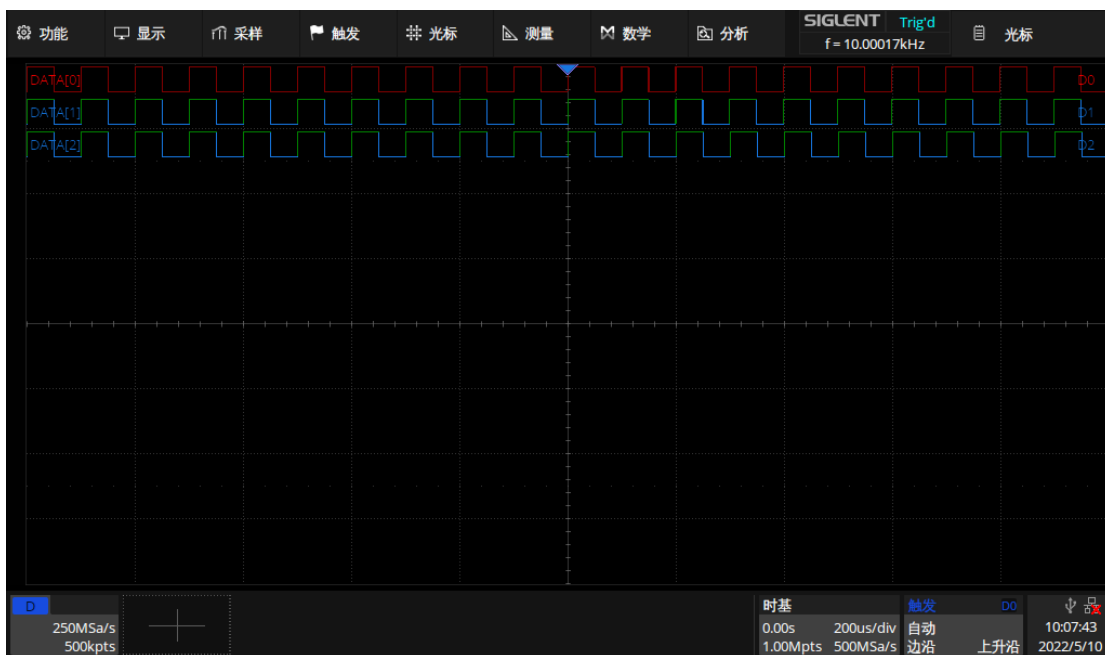 功能 显示 采样 触发 光标 测量 数学 分析 SIGLENT Trig'd 光标
f = 10.00017kHz
DATA[0] D0
DATA[1] D1
DATA[2] D2
D 时基 触发 D0
250MSa/s 0.00s 200us/div 自动 10:07:43
500kpts 1.00Mpts 500MSa/s 边沿 上升沿 2022/5/10